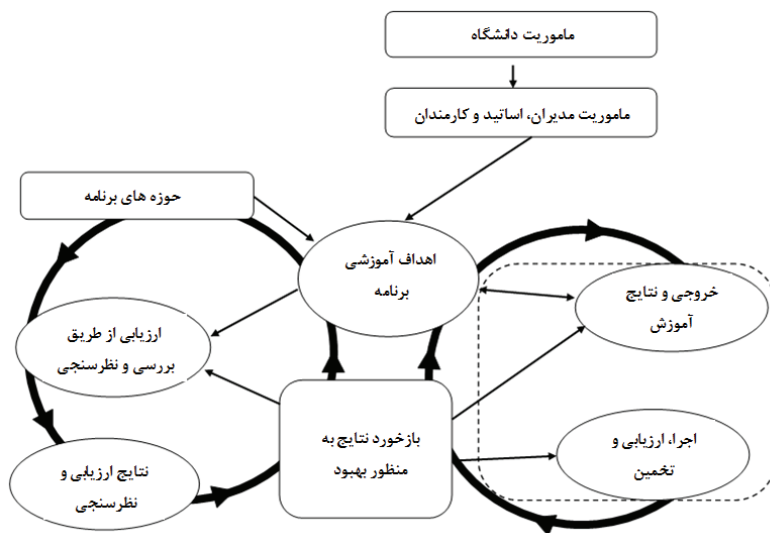 ماموریت دانشگاه
ماموریت مدیران، اساتید و کارمندان
حوزه های برنامه
اهداف آموزشی
برنامه
خروجی و نتایج
آموزش
ارزیابی از طریق
بررسی و نظرسنجی
بازخورد نتایج به
منظور بهبود
اجرا، ارزیابی و
تخمین
نتایج ارزیابی و
نظرسنجی